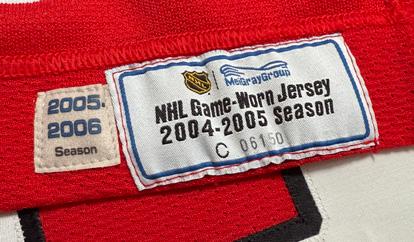 2005-
2006
Season
NHL
MeiGrayGroup
NHL Game-Worn Jersey
2004-2005 Season
C 06150